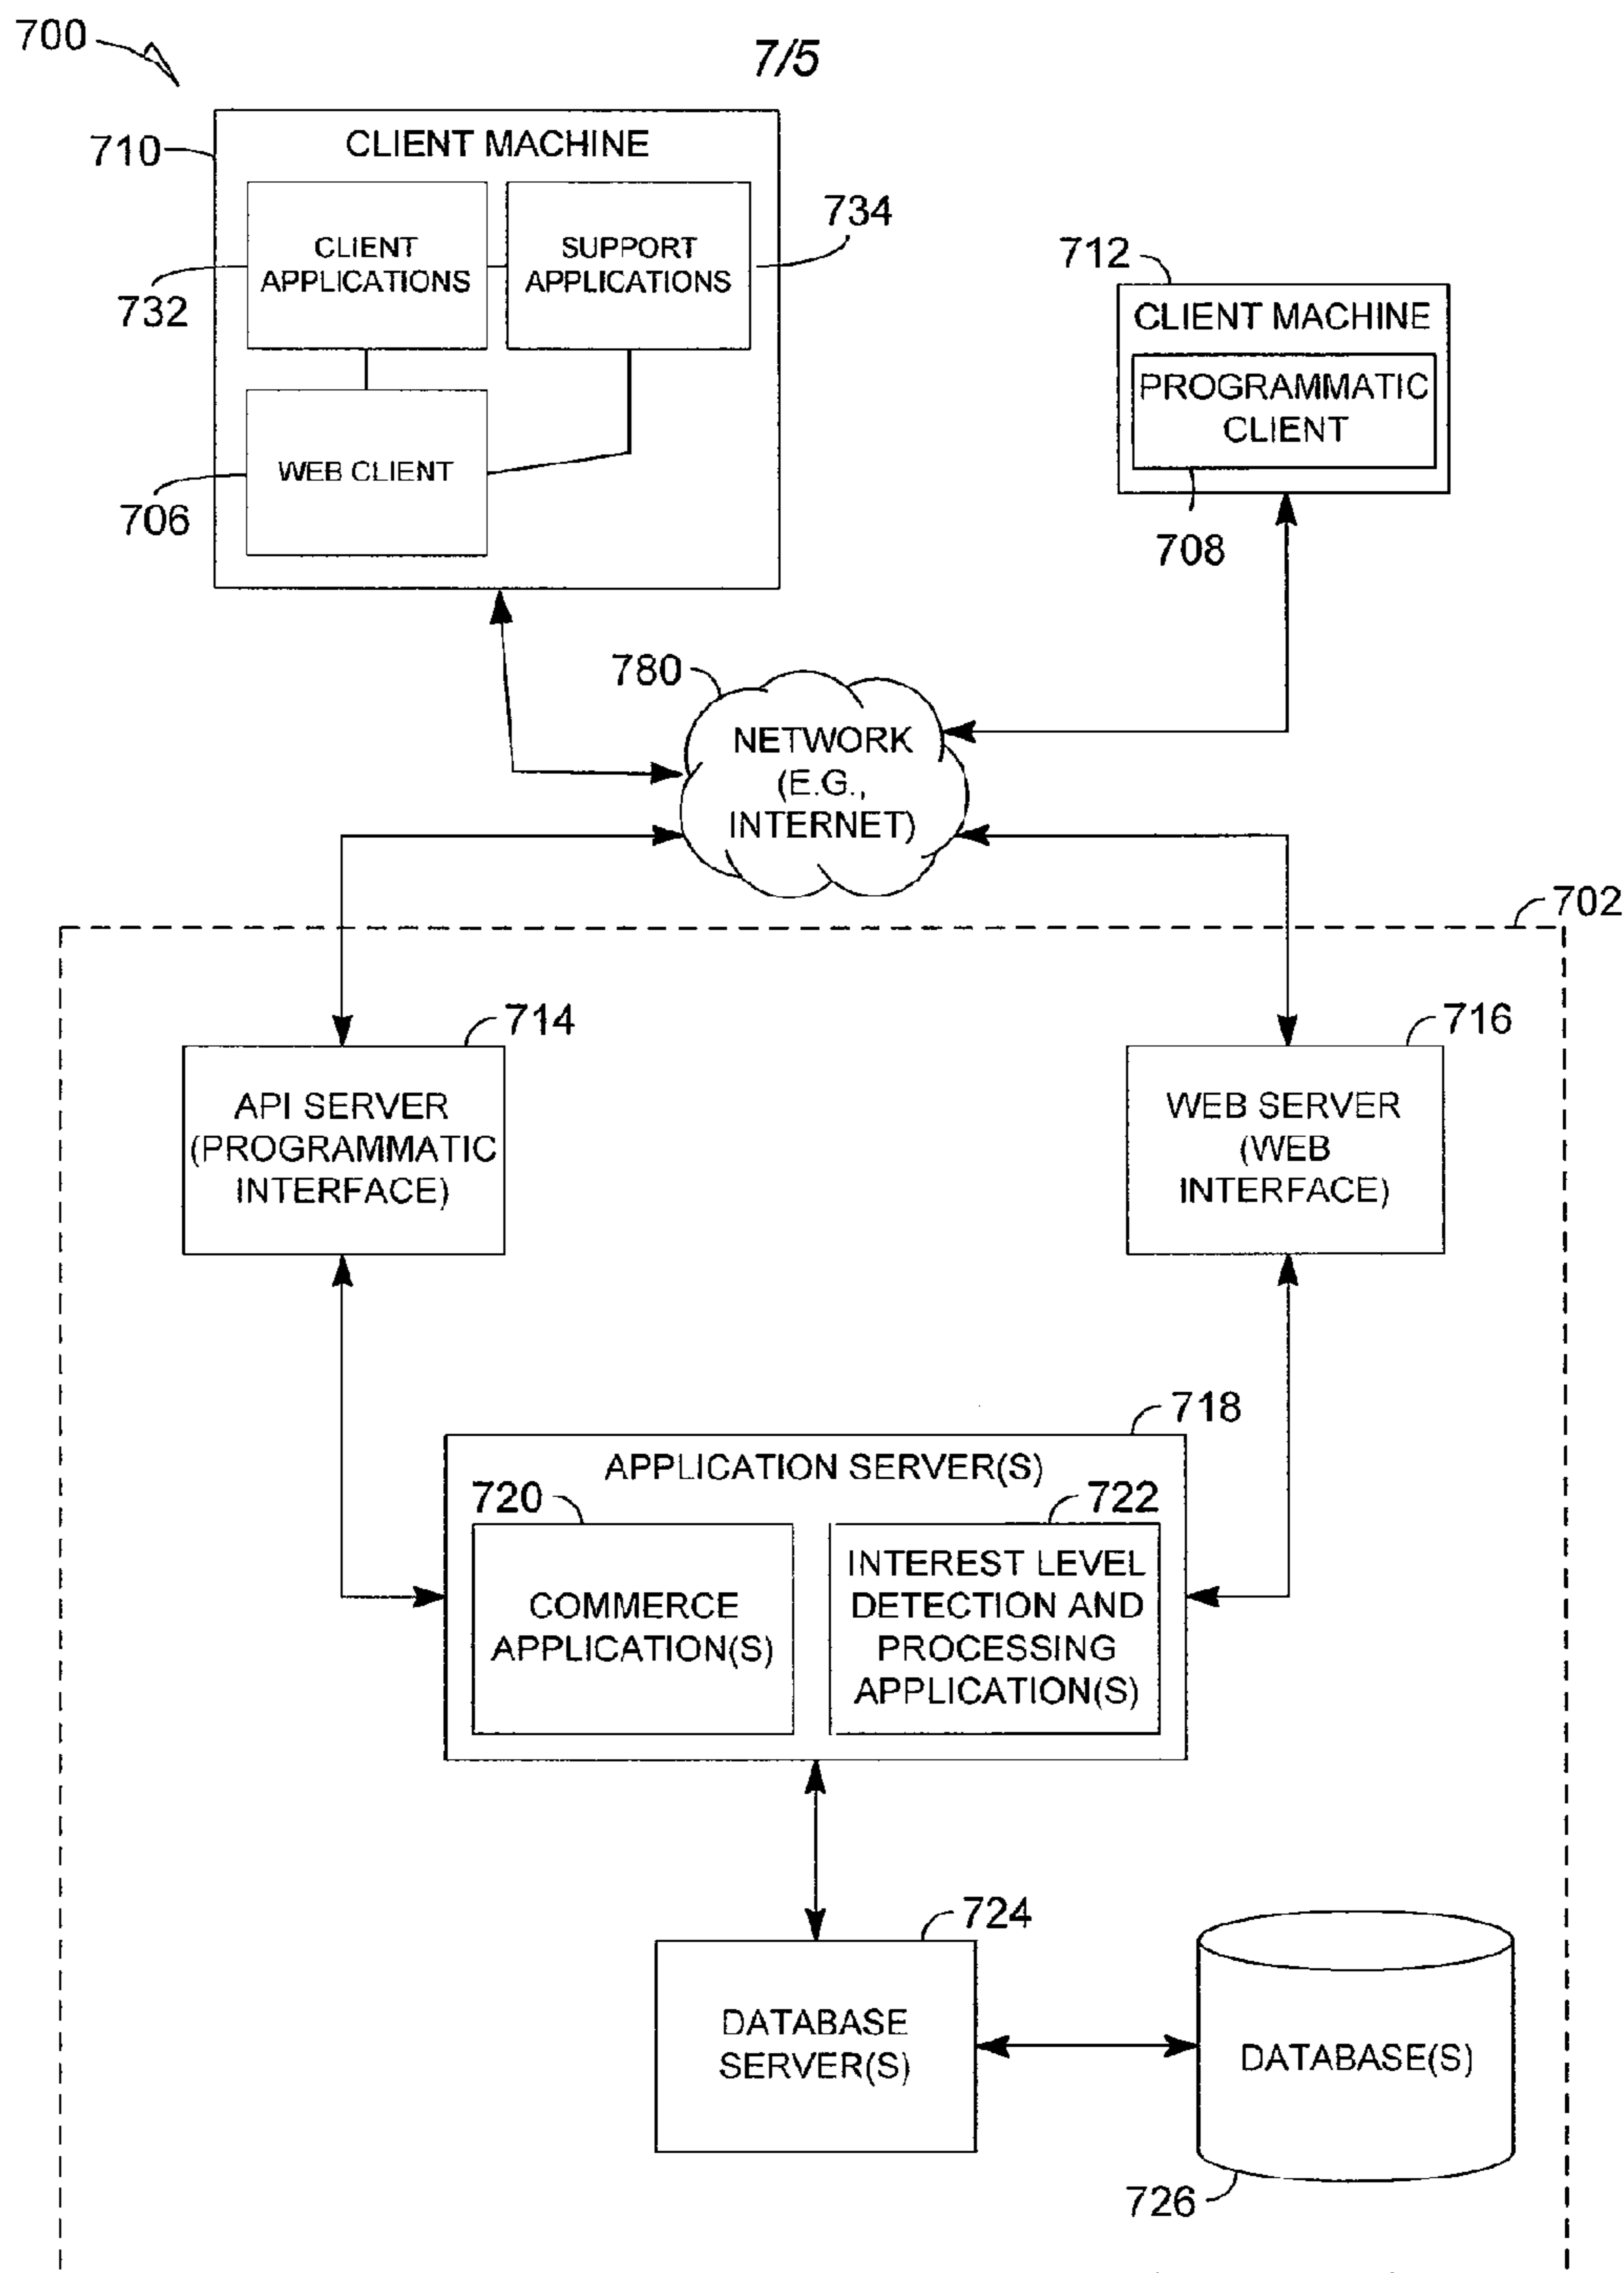 700
7/5
710
CLIENT MACHINE
CLIENT
APPLICATIONS
732
SUPPORT
APPLICATIONS
734
WEB CLIENT
706
712
CLIENT MACHINE
PROGRAMMATIC
CLIENT
708
780
NETWORK
(E.G.,
INTERNET)
702
714
API SERVER
(PROGRAMMATIC
INTERFACE)
716
WEB SERVER
(WEB
INTERFACE)
718
APPLICATION SERVER(S)
720
COMMERCE
APPLICATION(S)
722
INTEREST LEVEL
DETECTION AND
PROCESSING
APPLICATION(S)
724
DATABASE
SERVER(S)
DATABASE(S)
726